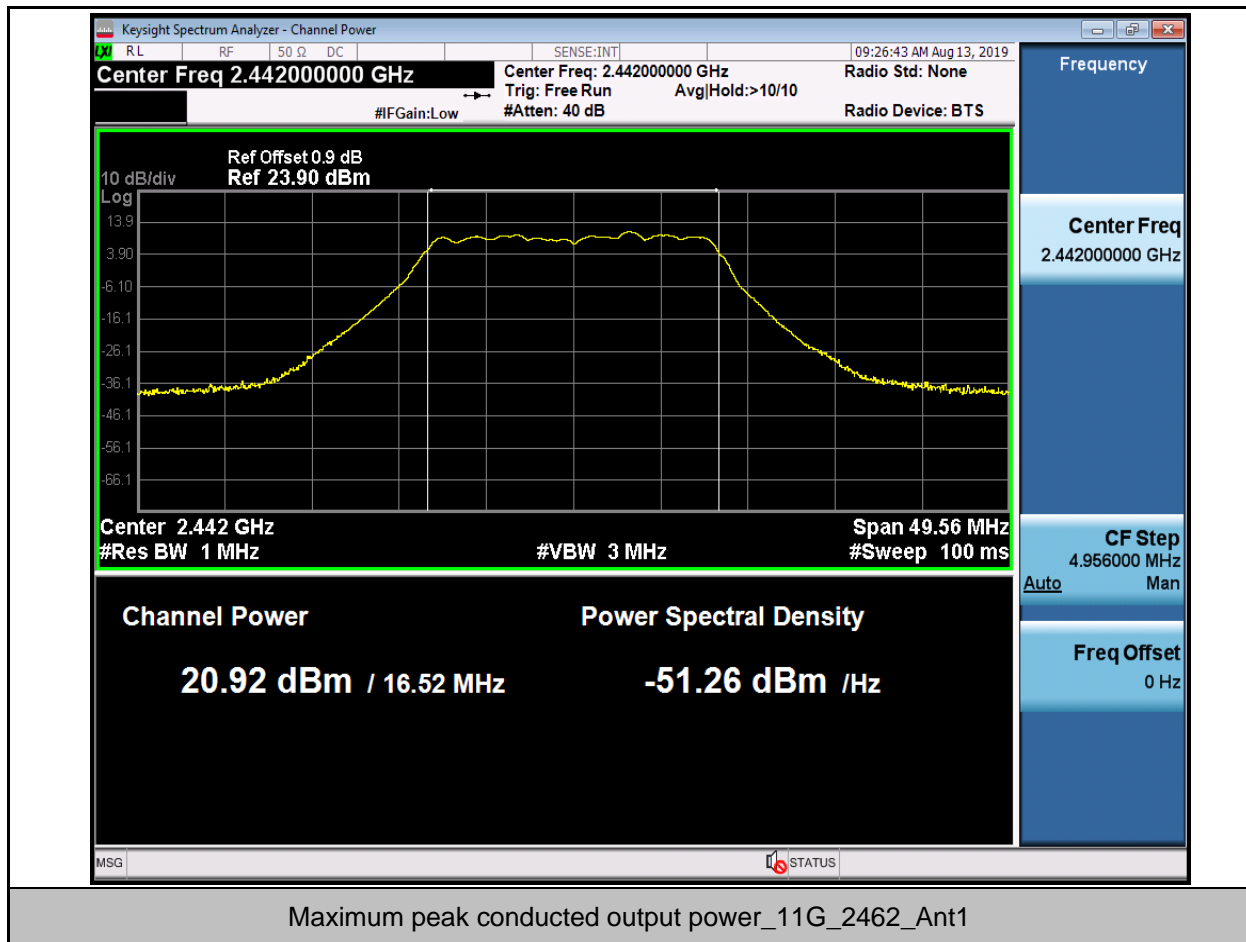 Keysight Spectrum Analyzer - Channel Power
LXI RL RF 50 Ω DC SENSE:INT 09:26:43 AM Aug 13, 2019
Center Freq 2.442000000 GHz
#IFGain:Low
Center Freq: 2.442000000 GHz
Trig: Free Run Avg|Hold:>10/10
#Atten: 40 dB
Radio Std: None
Radio Device: BTS
Ref Offset 0.9 dB
10 dB/div Ref 23.90 dBm
Log
13.9
3.90
-6.10
-16.1
-26.1
-36.1
-46.1
-56.1
-66.1
Center 2.442 GHz Span 49.56 MHz
#Res BW 1 MHz #VBW 3 MHz #Sweep 100 ms
Channel Power Power Spectral Density
20.92 dBm / 16.52 MHz -51.26 dBm /Hz
Frequency
Center Freq
2.442000000 GHz
CF Step
4.956000 MHz
Auto Man
Freq Offset
0 Hz
MSG STATUS
Maximum peak conducted output power_11G_2462_Ant1